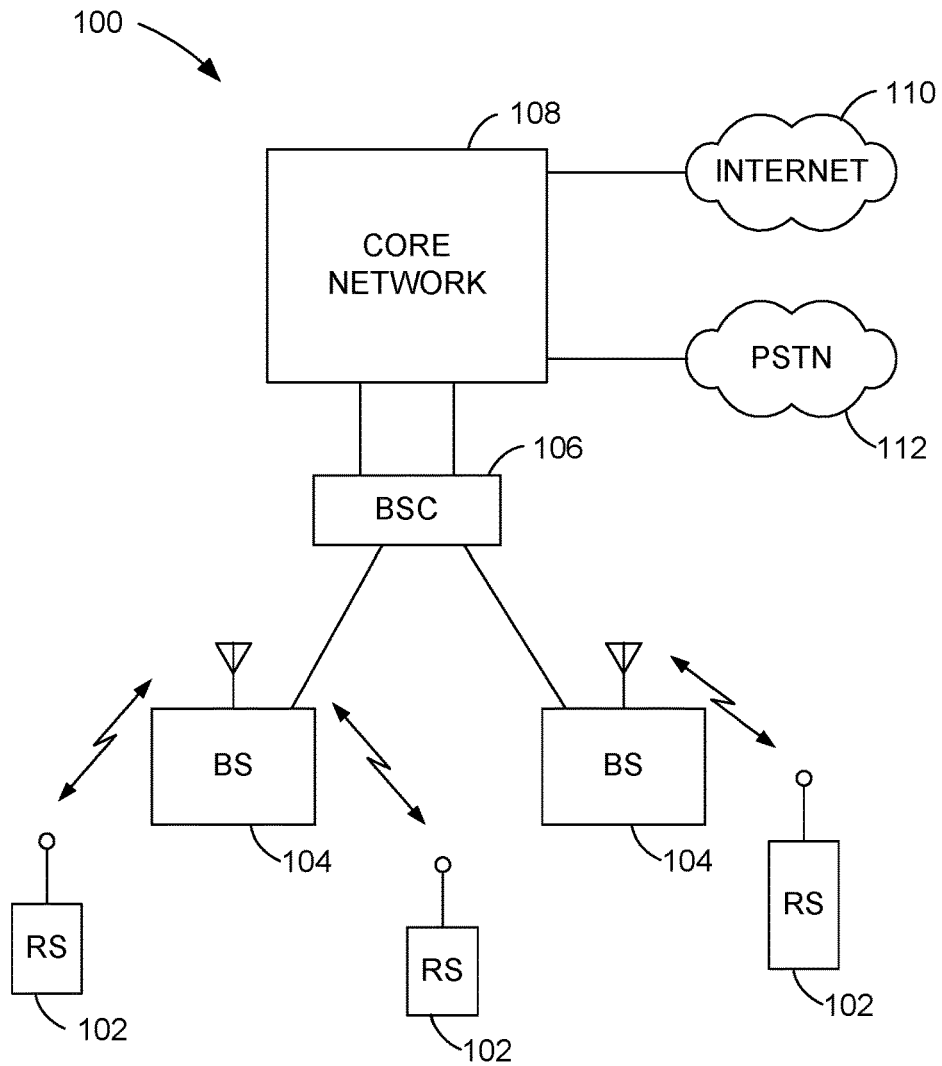 100
108
110
INTERNET
CORE
NETWORK
PSTN
112
106
BSC
BS
BS
104
104
RS
RS
RS
102
102
102